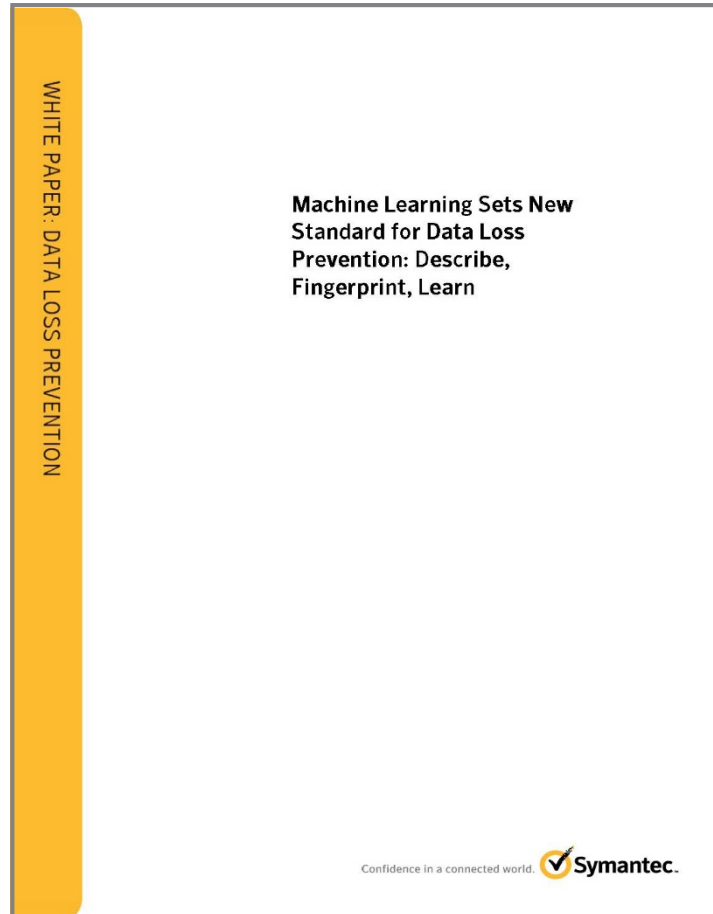 WHITE PAPER: DATA LOSS PREVENTION
Machine Learning Sets New
Standard for Data Loss
Prevention: Describe,
Fingerprint, Learn
Confidence in a connected world.
Symantec.